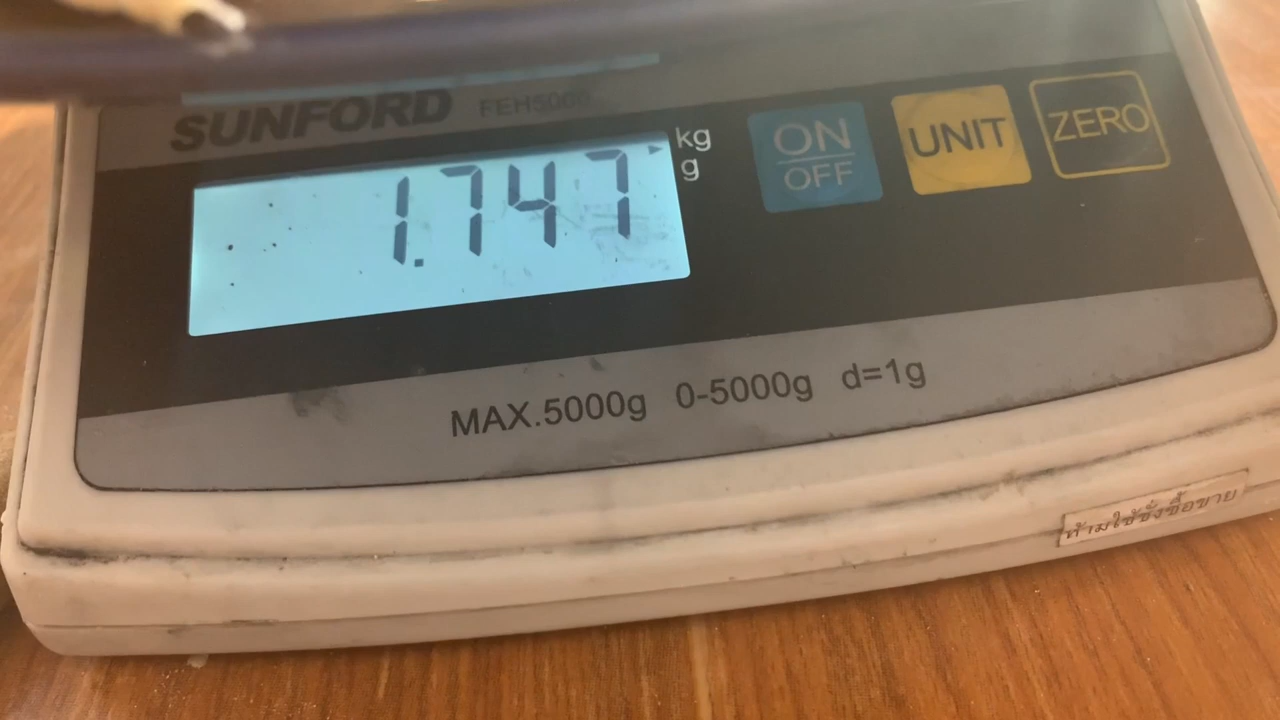 SUNFORD FEH5000
1.747 kg
g
ON
OFF
UNIT
ZERO
MAX.5000g 0-5000g d=1g
ห้ามใช้ชั่งซื้อขาย